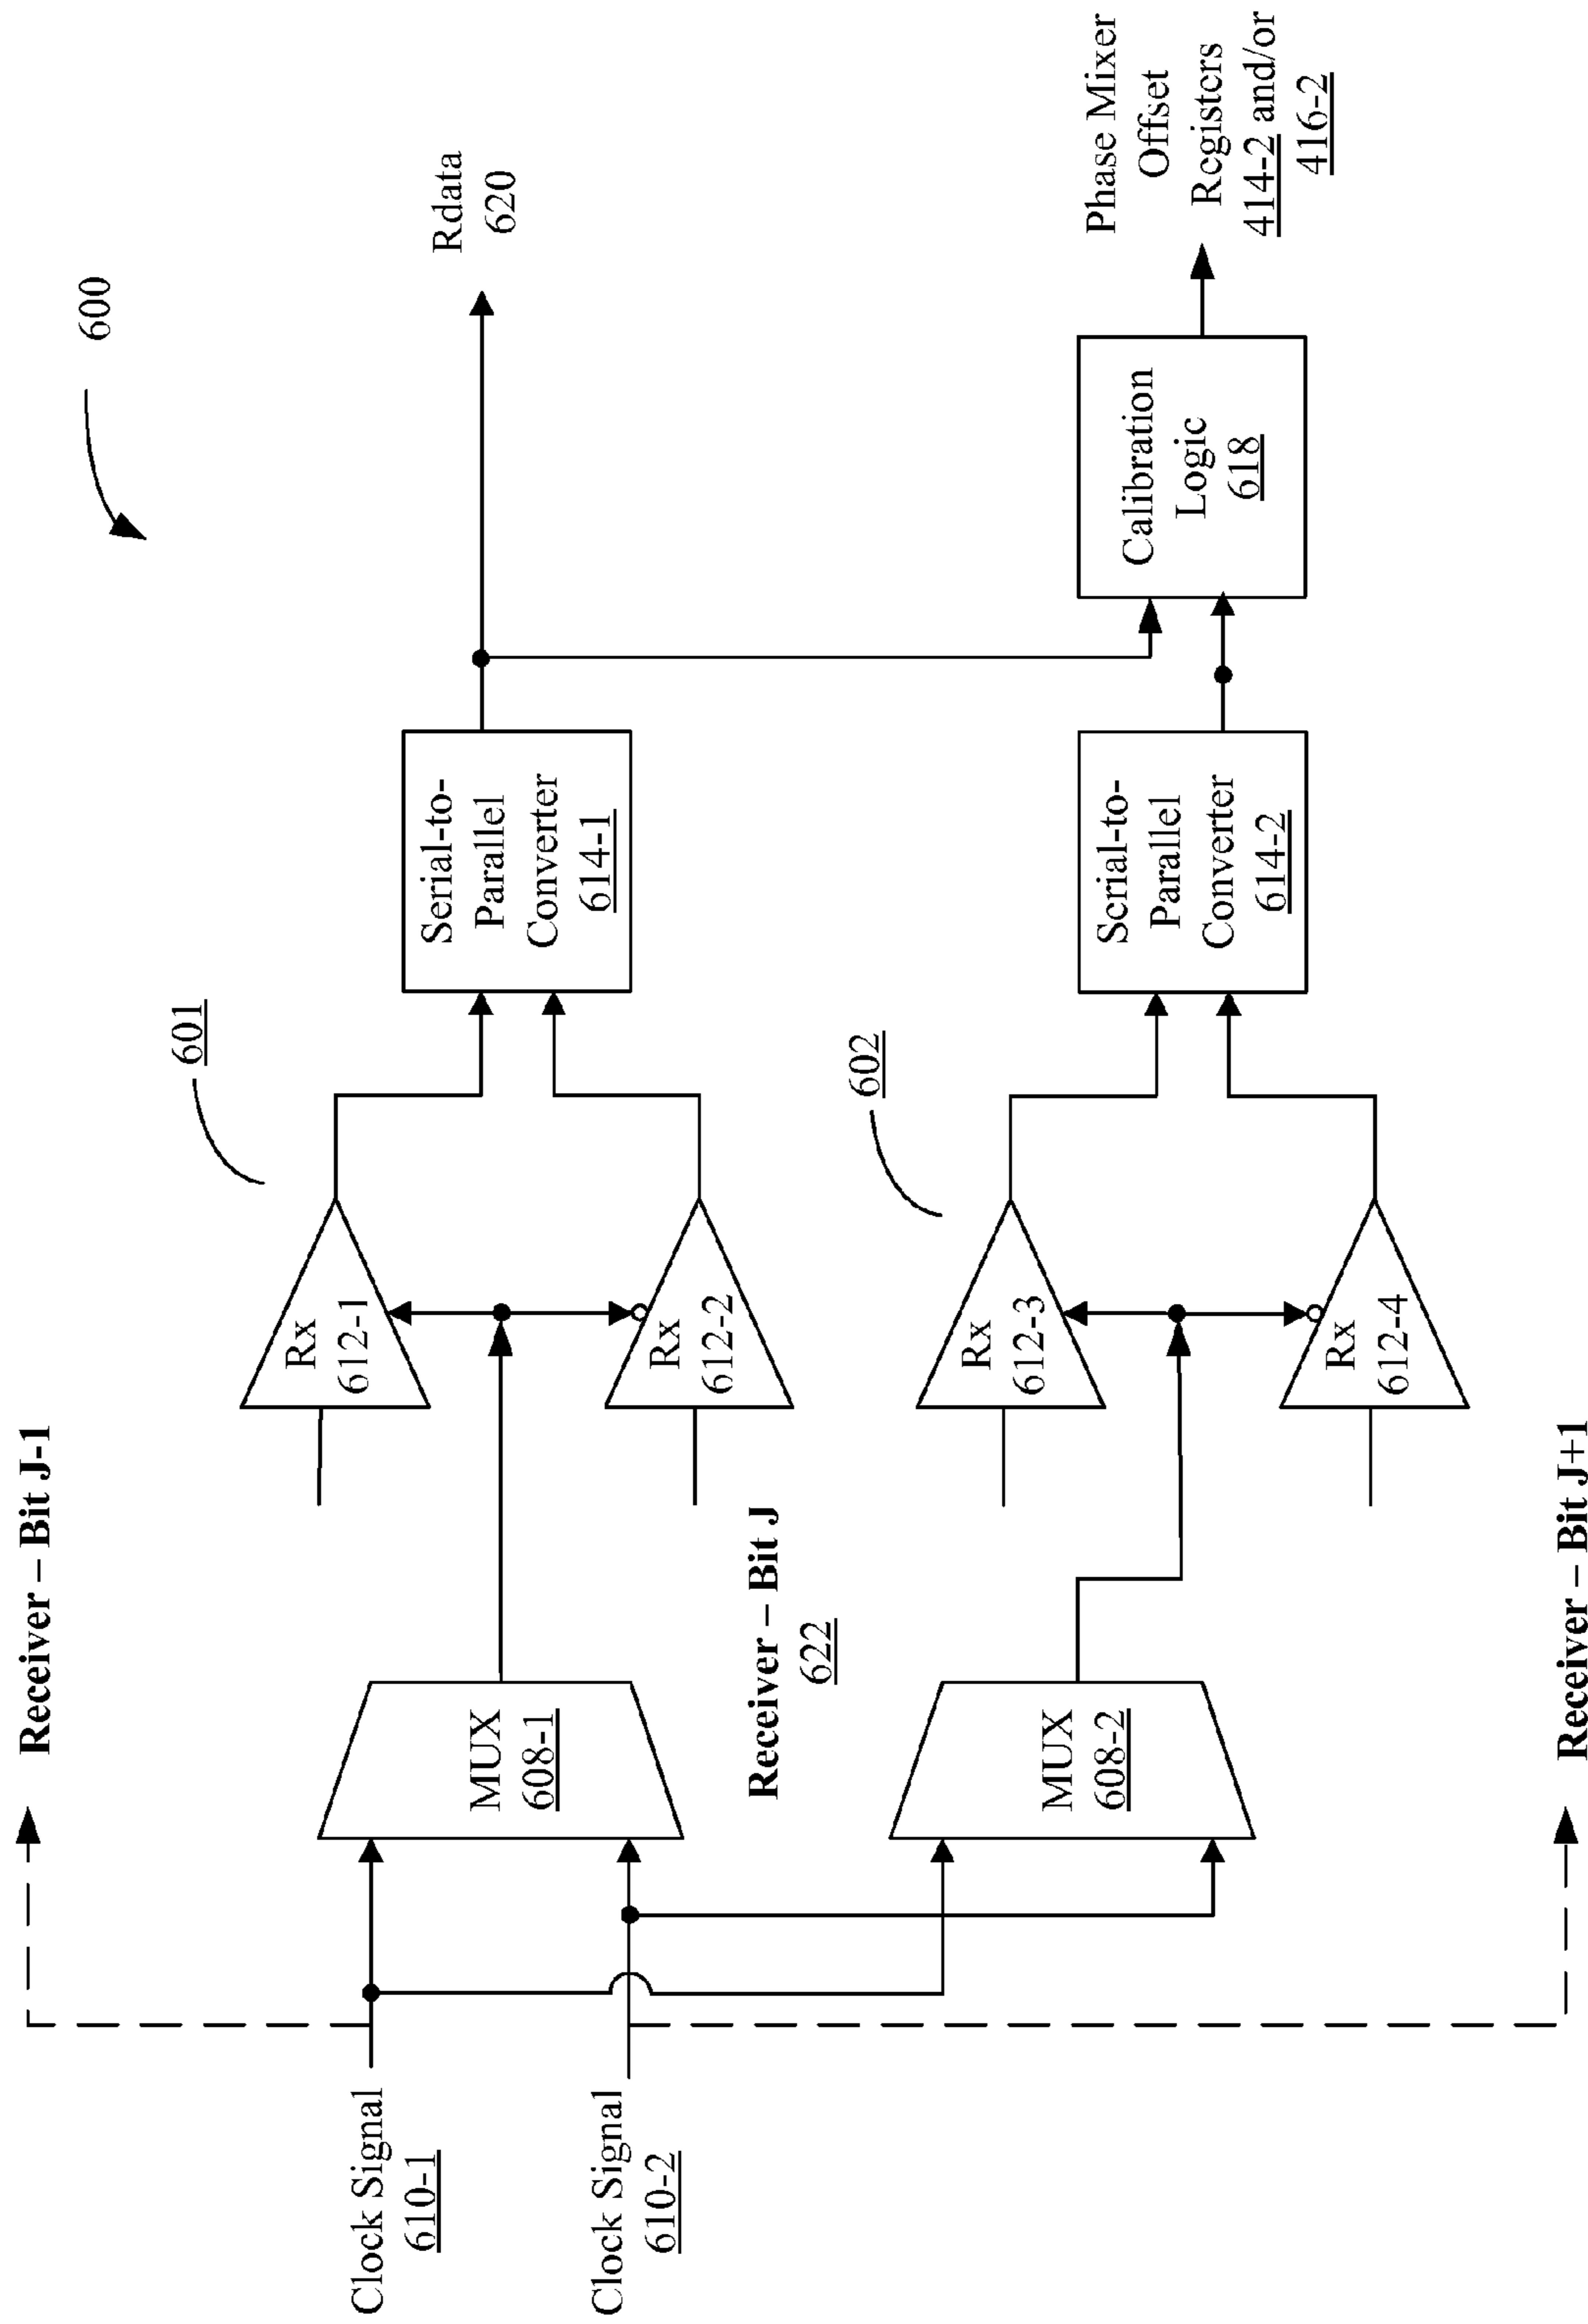 600
Receiver – Bit J-1
Clock Signal
610-1
Clock Signal
610-2
MUX
608-1
Rx
612-1
Rx
612-2
601
Serial-to-
Parallel
Converter
614-1
Rdata
620
Receiver – Bit J
622
MUX
608-2
Rx
612-3
Rx
612-4
602
Serial-to-
Parallel
Converter
614-2
Calibration
Logic
618
Phase Mixer
Offset
Registers
414-2 and/or
416-2
Receiver – Bit J+1